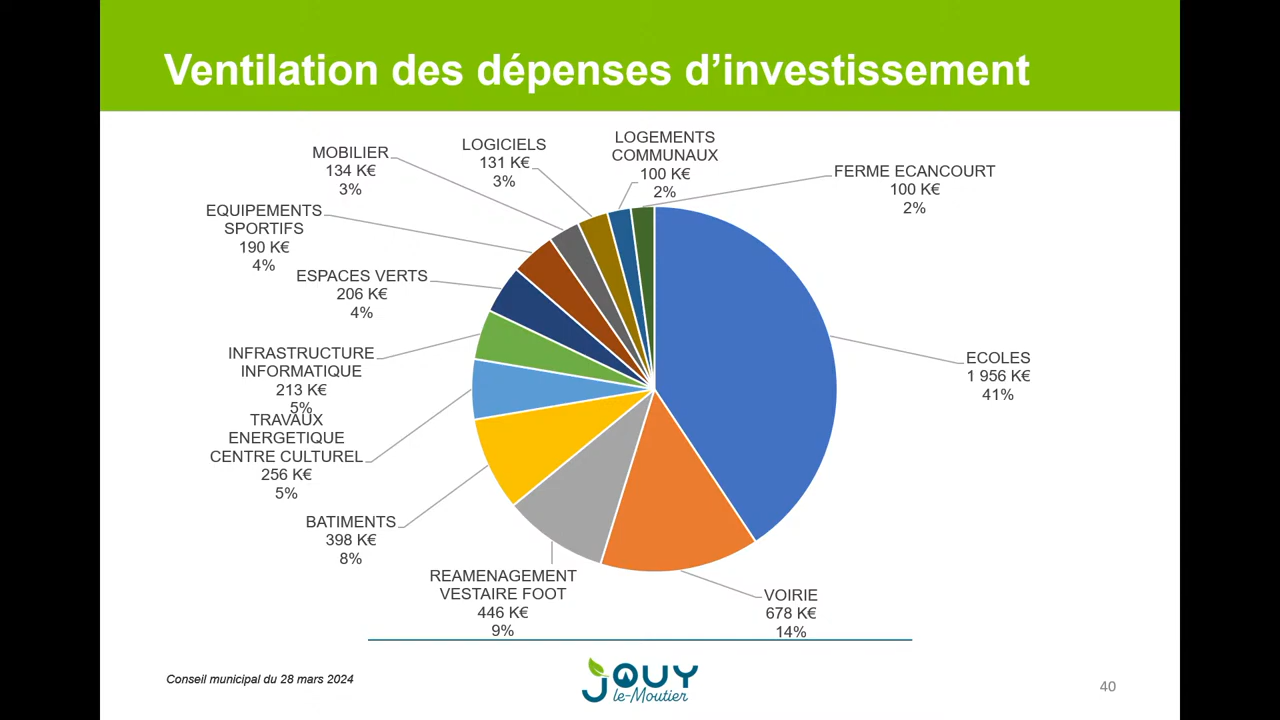 Ventilation des dépenses d’investissement
LOGEMENTS
COMMUNAUX
100 K€
2%
LOGICIELS
131 K€
3%
MOBILIER
134 K€
3%
FERME ECANCOURT
100 K€
2%
EQUIPEMENTS
SPORTIFS
190 K€
4%
ESPACES VERTS
206 K€
4%
INFRASTRUCTURE
INFORMATIQUE
213 K€
5%
ECOLES
1 956 K€
41%
TRAVAUX
ENERGETIQUE
CENTRE CULTUREL
256 K€
5%
BATIMENTS
398 K€
8%
REAMENAGEMENT
VESTAIRE FOOT
446 K€
9%
VOIRIE
678 K€
14%
Conseil municipal du 28 mars 2024
JOUY
le-Moutier
40